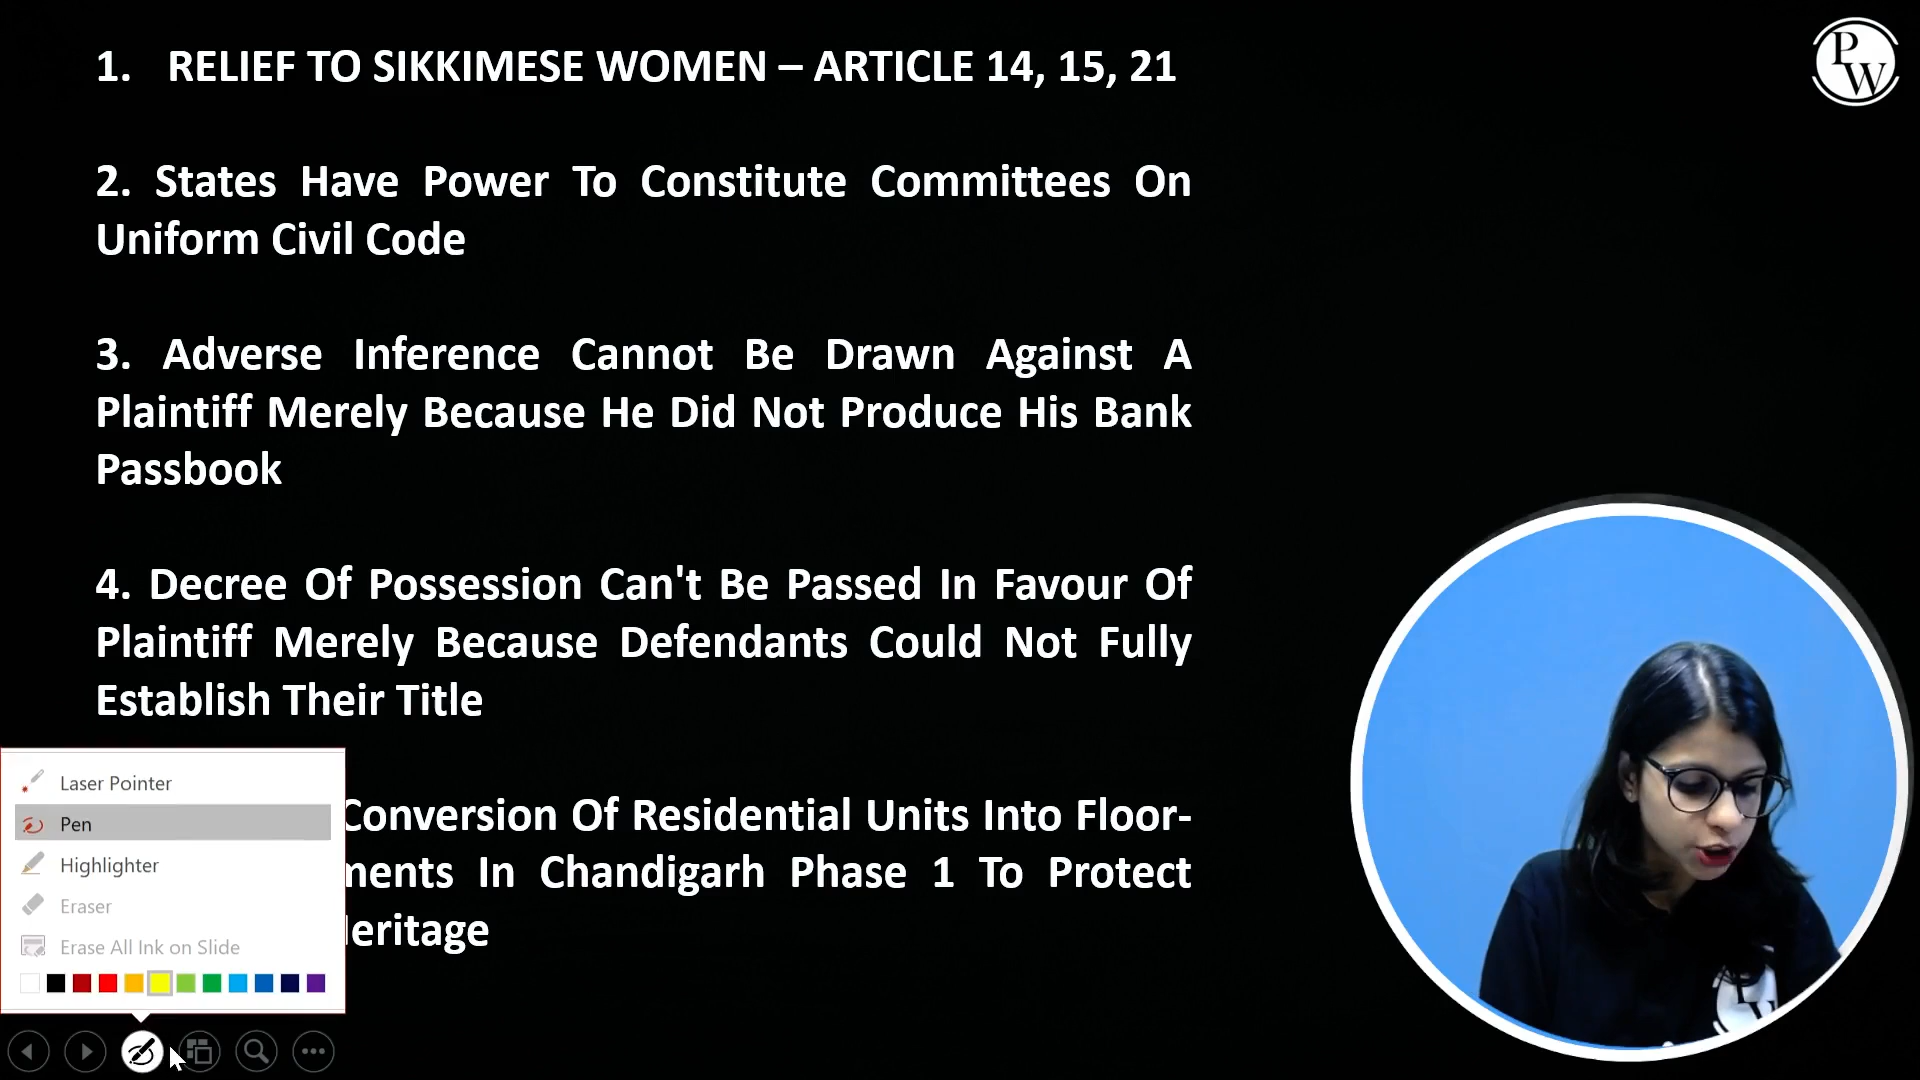 1. RELIEF TO SIKKIMESE WOMEN – ARTICLE 14, 15, 21
2. States Have Power To Constitute Committees On
Uniform Civil Code
3. Adverse Inference Cannot Be Drawn Against A
Plaintiff Merely Because He Did Not Produce His Bank
Passbook
4. Decree Of Possession Can't Be Passed In Favour Of
Plaintiff Merely Because Defendants Could Not Fully
Establish Their Title
Conversion Of Residential Units Into Floor-
ments In Chandigarh Phase 1 To Protect
eritage
Laser Pointer
Pen
Highlighter
Eraser
Erase All Ink on Slide
PW